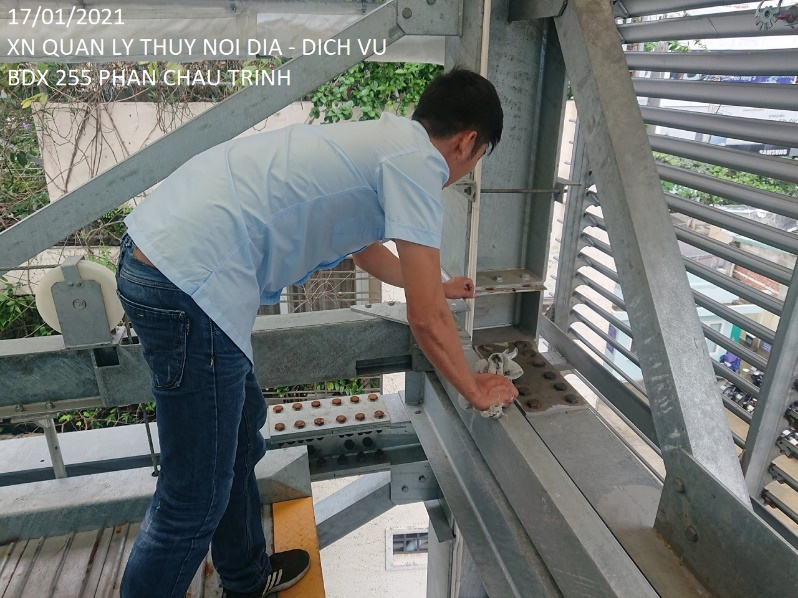 17/01/2021
XN QUAN LY THUY NOI DIA - DICH VU
BDX 255 PHAN CHAU TRINH